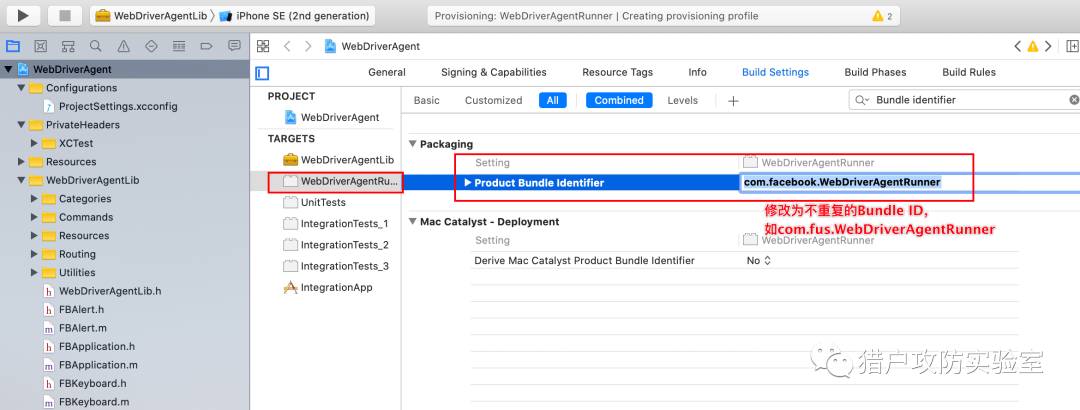 WebDriverAgentLib
iPhone SE (2nd generation)
Provisioning: WebDriverAgentRunner | Creating provisioning profile
2
WebDriverAgent
Configurations
ProjectSettings.xcconfig
PrivateHeaders
XCTest
Resources
WebDriverAgentLib
Categories
Commands
Resources
Routing
Utilities
WebDriverAgentLib.h
FBAlert.h
FBAlert.m
FBApplication.h
FBApplication.m
FBKeyboard.h
FBKeyboard.m
WebDriverAgent
General Signing & Capabilities Resource Tags Info Build Settings Build Phases Build Rules
PROJECT
WebDriverAgent
TARGETS
WebDriverAgentLib
WebDriverAgentRu...
UnitTests
IntegrationTests_1
IntegrationTests_2
IntegrationTests_3
IntegrationApp
Basic Customized All Combined Levels + Bundle identifier
Packaging
Setting WebDriverAgentRunner
Product Bundle Identifier com.facebook.WebDriverAgentRunner
修改为不重复的Bundle ID，
如com.fus.WebDriverAgentRunner
Mac Catalyst - Deployment
Setting WebDriverAgentRunner
Derive Mac Catalyst Product Bundle Identifier No
猎户攻防实验室